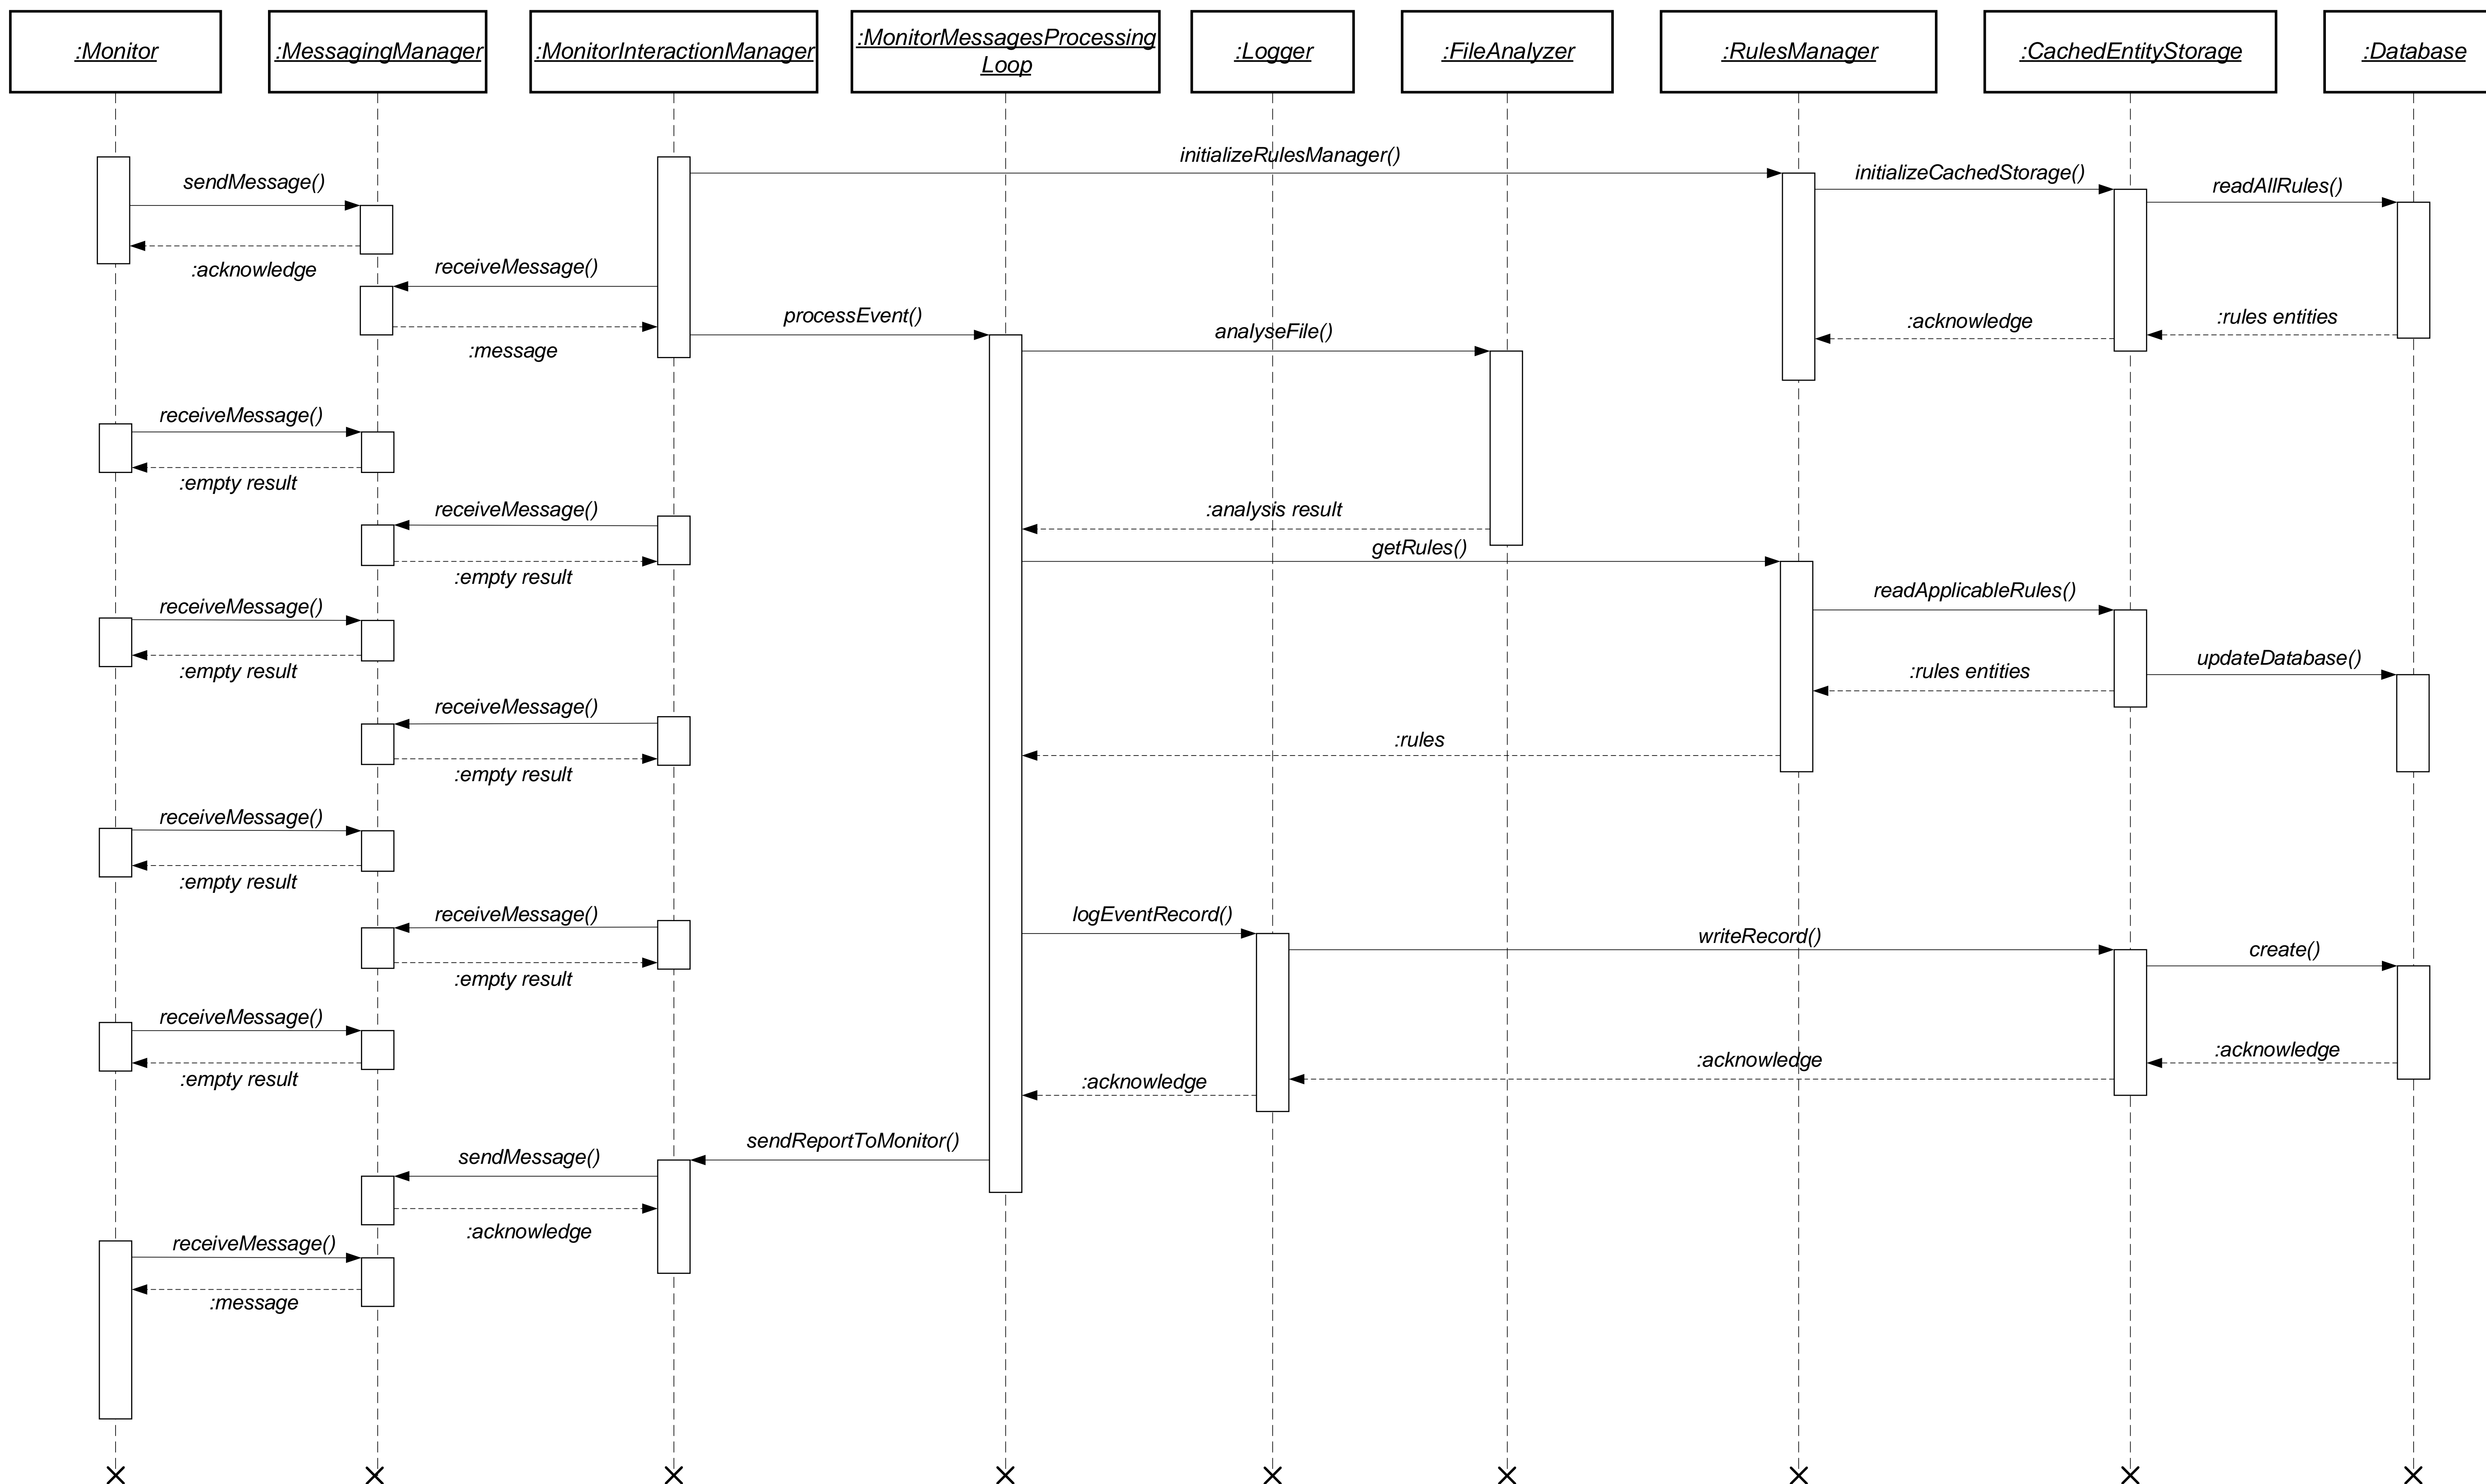 :Monitor
:MessagingManager
:MonitorInteractionManager
:MonitorMessagesProcessing
Loop
:Logger
:FileAnalyzer
:RulesManager
:CachedEntityStorage
:Database
initializeRulesManager()
sendMessage()
initializeCachedStorage()
readAllRules()
:acknowledge
receiveMessage()
processEvent()
analyseFile()
:acknowledge
:rules entities
:message
receiveMessage()
:empty result
receiveMessage()
:analysis result
getRules()
:empty result
receiveMessage()
readApplicableRules()
:empty result
:rules entities
updateDatabase()
receiveMessage()
:rules
:empty result
receiveMessage()
:empty result
receiveMessage()
logEventRecord()
writeRecord()
create()
:empty result
receiveMessage()
:acknowledge
:acknowledge
:empty result
:acknowledge
sendReportToMonitor()
sendMessage()
:acknowledge
receiveMessage()
:message